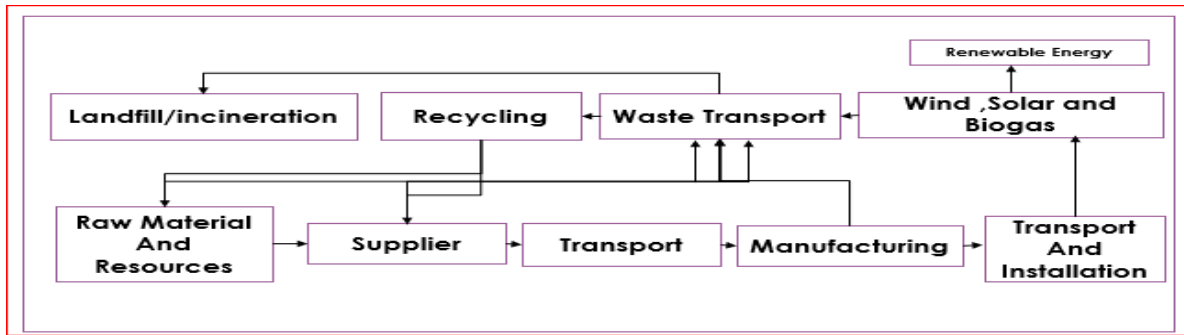 Renewable Energy
Landfill/incineration
Recycling
Waste Transport
Wind ,Solar and
Biogas
Raw Material
And
Resources
Supplier
Transport
Manufacturing
Transport
And
Installation